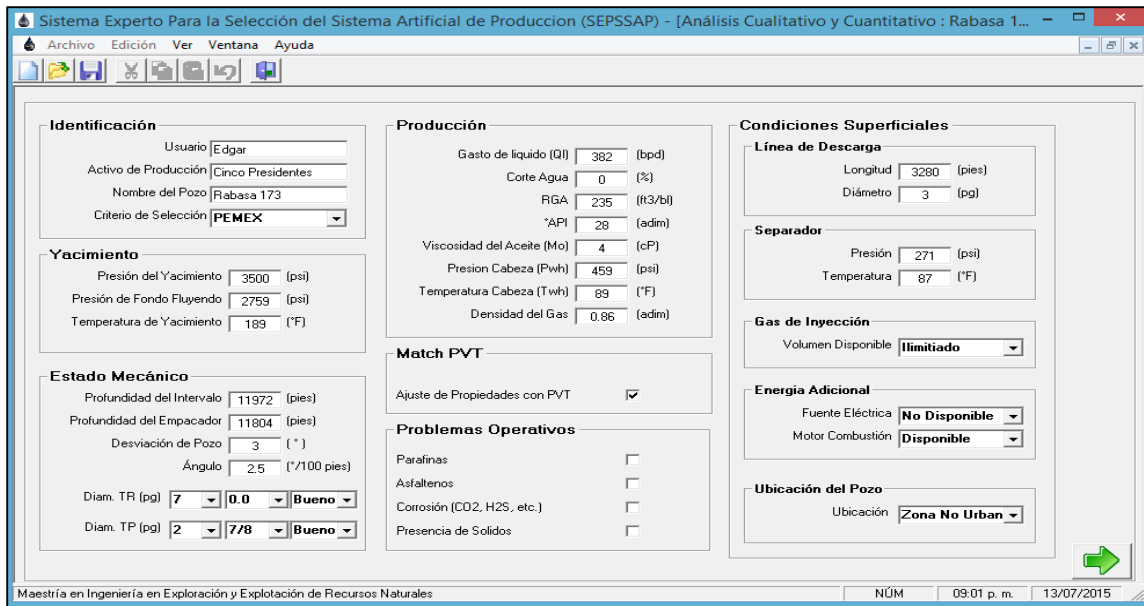 Sistema Experto Para la Selección del Sistema Artificial de Produccion (SEPSSAP) - [Análisis Cualitativo y Cuantitativo : Rabasa 1...
Archivo Edición Ver Ventana Ayuda
Identificación
Usuario Edgar
Activo de Producción Cinco Presidentes
Nombre del Pozo Rabasa 173
Criterio de Selección PEMEX
Yacimiento
Presión del Yacimiento 3500 (psi)
Presión de Fondo Fluyendo 2759 (psi)
Temperatura de Yacimiento 189 (°F)
Estado Mecánico
Profundidad del Intervalo 11972 (pies)
Profundidad del Empacador 11804 (pies)
Desviación de Pozo 3 (°)
Ángulo 2.5 (°/100 pies)
Diam. TR (pg) 7 0.0 Bueno
Diam. TP (pg) 2 7/8 Bueno
Producción
Gasto de liquido (Ql) 382 (bpd)
Corte Agua 0 (%)
RGA 235 (ft3/bl)
°API 28 (adim)
Viscosidad del Aceite (Mo) 4 (cP)
Presion Cabeza (Pwh) 459 (psi)
Temperatura Cabeza (Twh) 89 (°F)
Densidad del Gas 0.86 (adim)
Match PVT
Ajuste de Propiedades con PVT
Problemas Operativos
Parafinas
Asfaltenos
Corrosión (CO2, H2S, etc.)
Presencia de Solidos
Condiciones Superficiales
Línea de Descarga
Longitud 3280 (pies)
Diámetro 3 (pg)
Separador
Presión 271 (psi)
Temperatura 87 (°F)
Gas de Inyección
Volumen Disponible Ilimitiado
Energia Adicional
Fuente Eléctrica No Disponible
Motor Combustión Disponible
Ubicación del Pozo
Ubicación Zona No Urban
Maestría en Ingeniería en Exploración y Explotación de Recursos Naturales NÚM 09:01 p. m. 13/07/2015